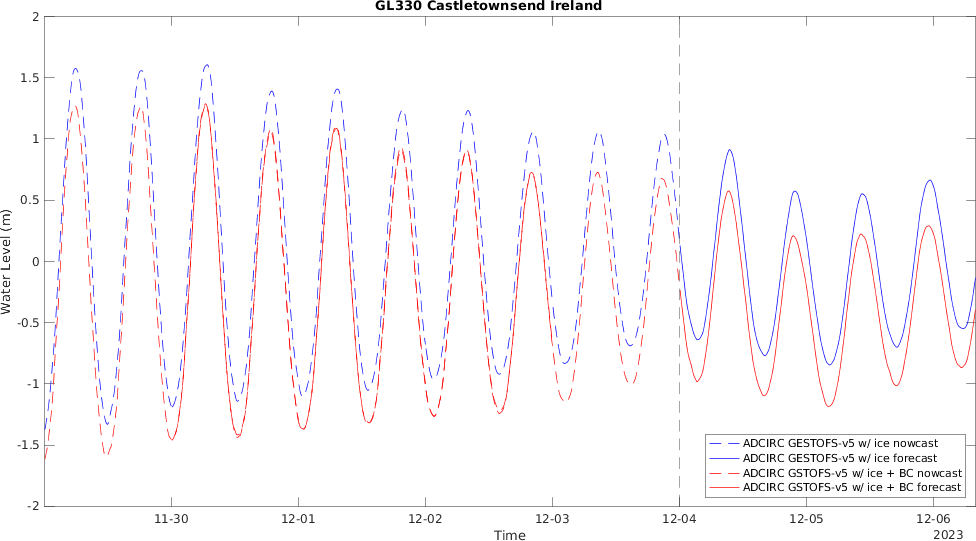 GL330 Castletownsend Ireland
2
1.5
1
0.5
0
-0.5
-1
-1.5
-2
Water Level (m)
ADCIRC GESTOFS-v5 w/ ice nowcast
ADCIRC GESTOFS-v5 w/ ice forecast
ADCIRC GSTOFS-v5 w/ ice + BC nowcast
ADCIRC GSTOFS-v5 w/ ice + BC forecast
11-30 12-01 12-02 12-03 12-04 12-05 12-06
Time
2023